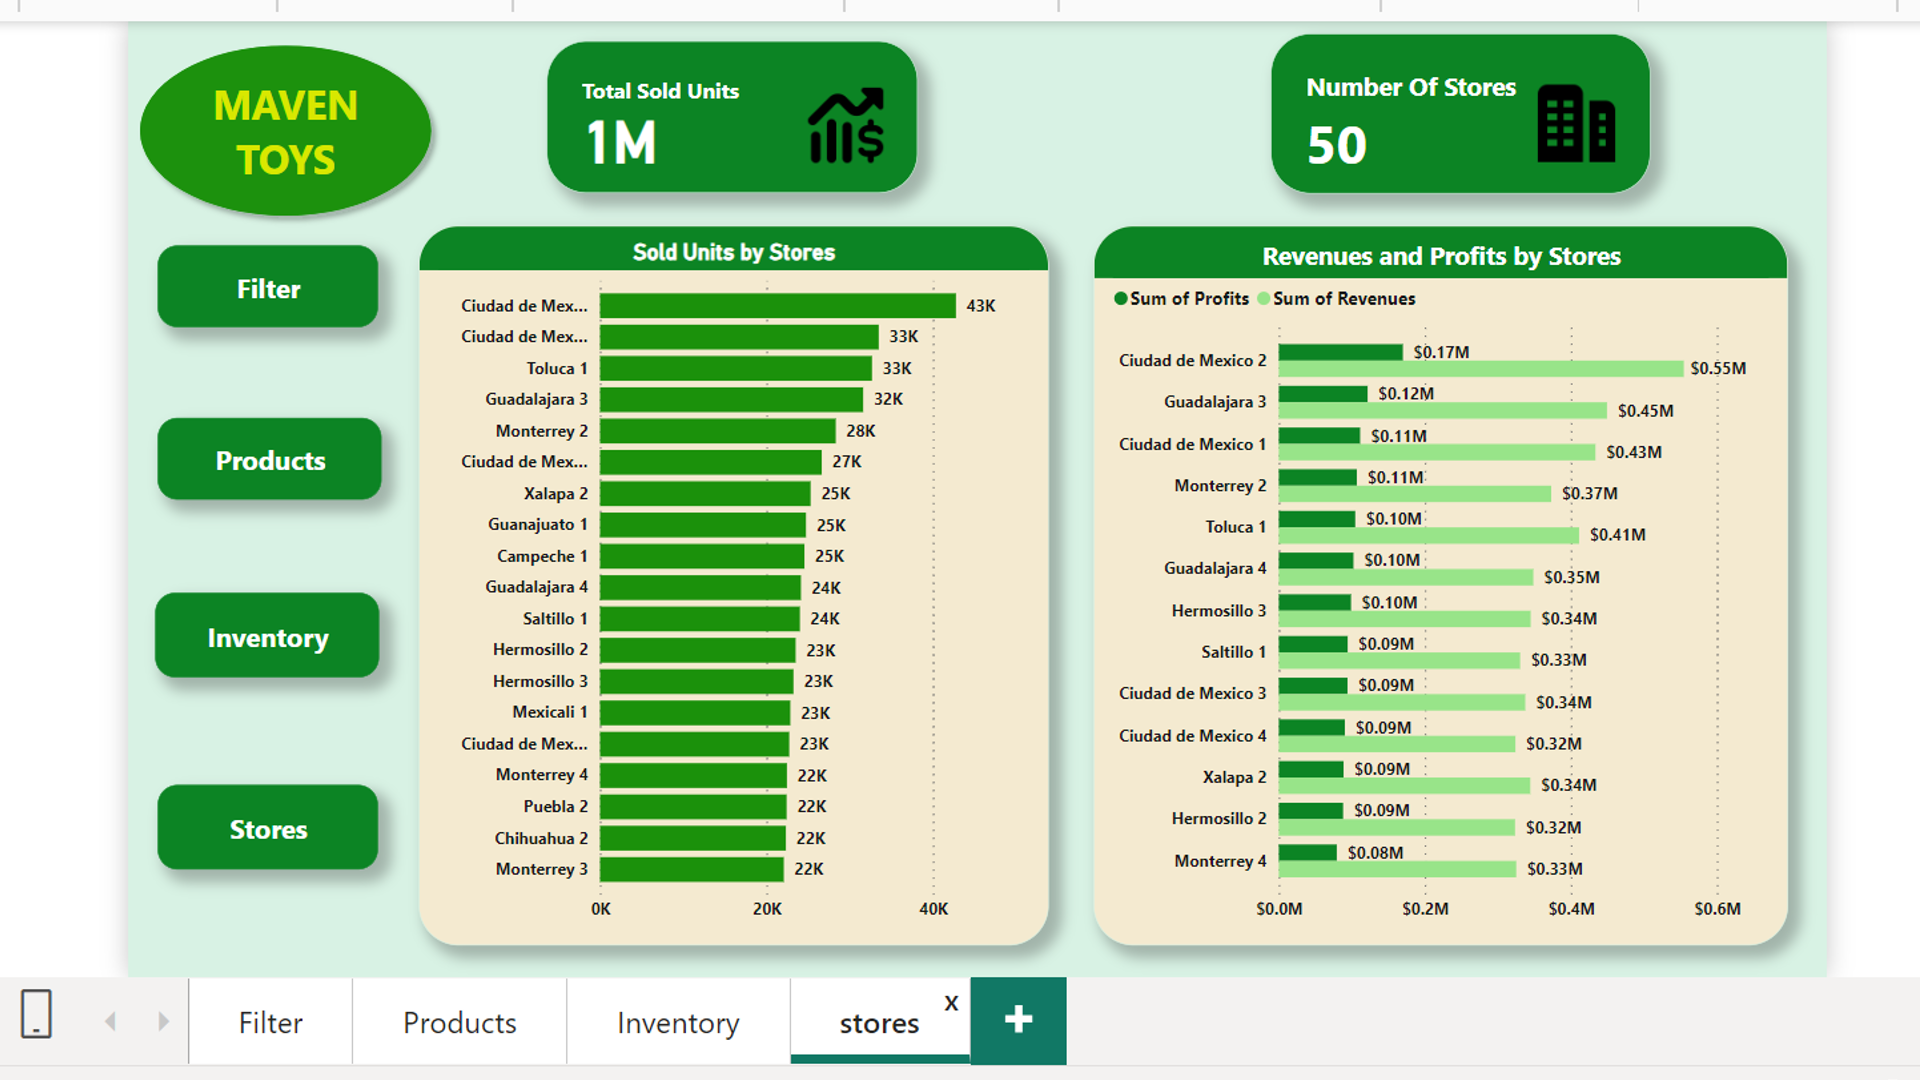 MAVEN
TOYS
Total Sold Units
1M
Number Of Stores
50
Filter
Products
Inventory
Stores
Sold Units by Stores
Ciudad de Mex... 43K
Ciudad de Mex... 33K
Toluca 1 33K
Guadalajara 3 32K
Monterrey 2 28K
Ciudad de Mex... 27K
Xalapa 2 25K
Guanajuato 1 25K
Campeche 1 25K
Guadalajara 4 24K
Saltillo 1 24K
Hermosillo 2 23K
Hermosillo 3 23K
Mexicali 1 23K
Ciudad de Mex... 23K
Monterrey 4 22K
Puebla 2 22K
Chihuahua 2 22K
Monterrey 3 22K
0K 20K 40K
Revenues and Profits by Stores
Sum of Profits Sum of Revenues
Ciudad de Mexico 2 $0.17M $0.55M
Guadalajara 3 $0.12M $0.45M
Ciudad de Mexico 1 $0.11M $0.43M
Monterrey 2 $0.11M $0.37M
Toluca 1 $0.10M $0.41M
Guadalajara 4 $0.10M $0.35M
Hermosillo 3 $0.10M $0.34M
Saltillo 1 $0.09M $0.33M
Ciudad de Mexico 3 $0.09M $0.34M
Ciudad de Mexico 4 $0.09M $0.32M
Xalapa 2 $0.09M $0.34M
Hermosillo 2 $0.09M $0.32M
Monterrey 4 $0.08M $0.33M
$0.0M $0.2M $0.4M $0.6M
Filter Products Inventory stores x +